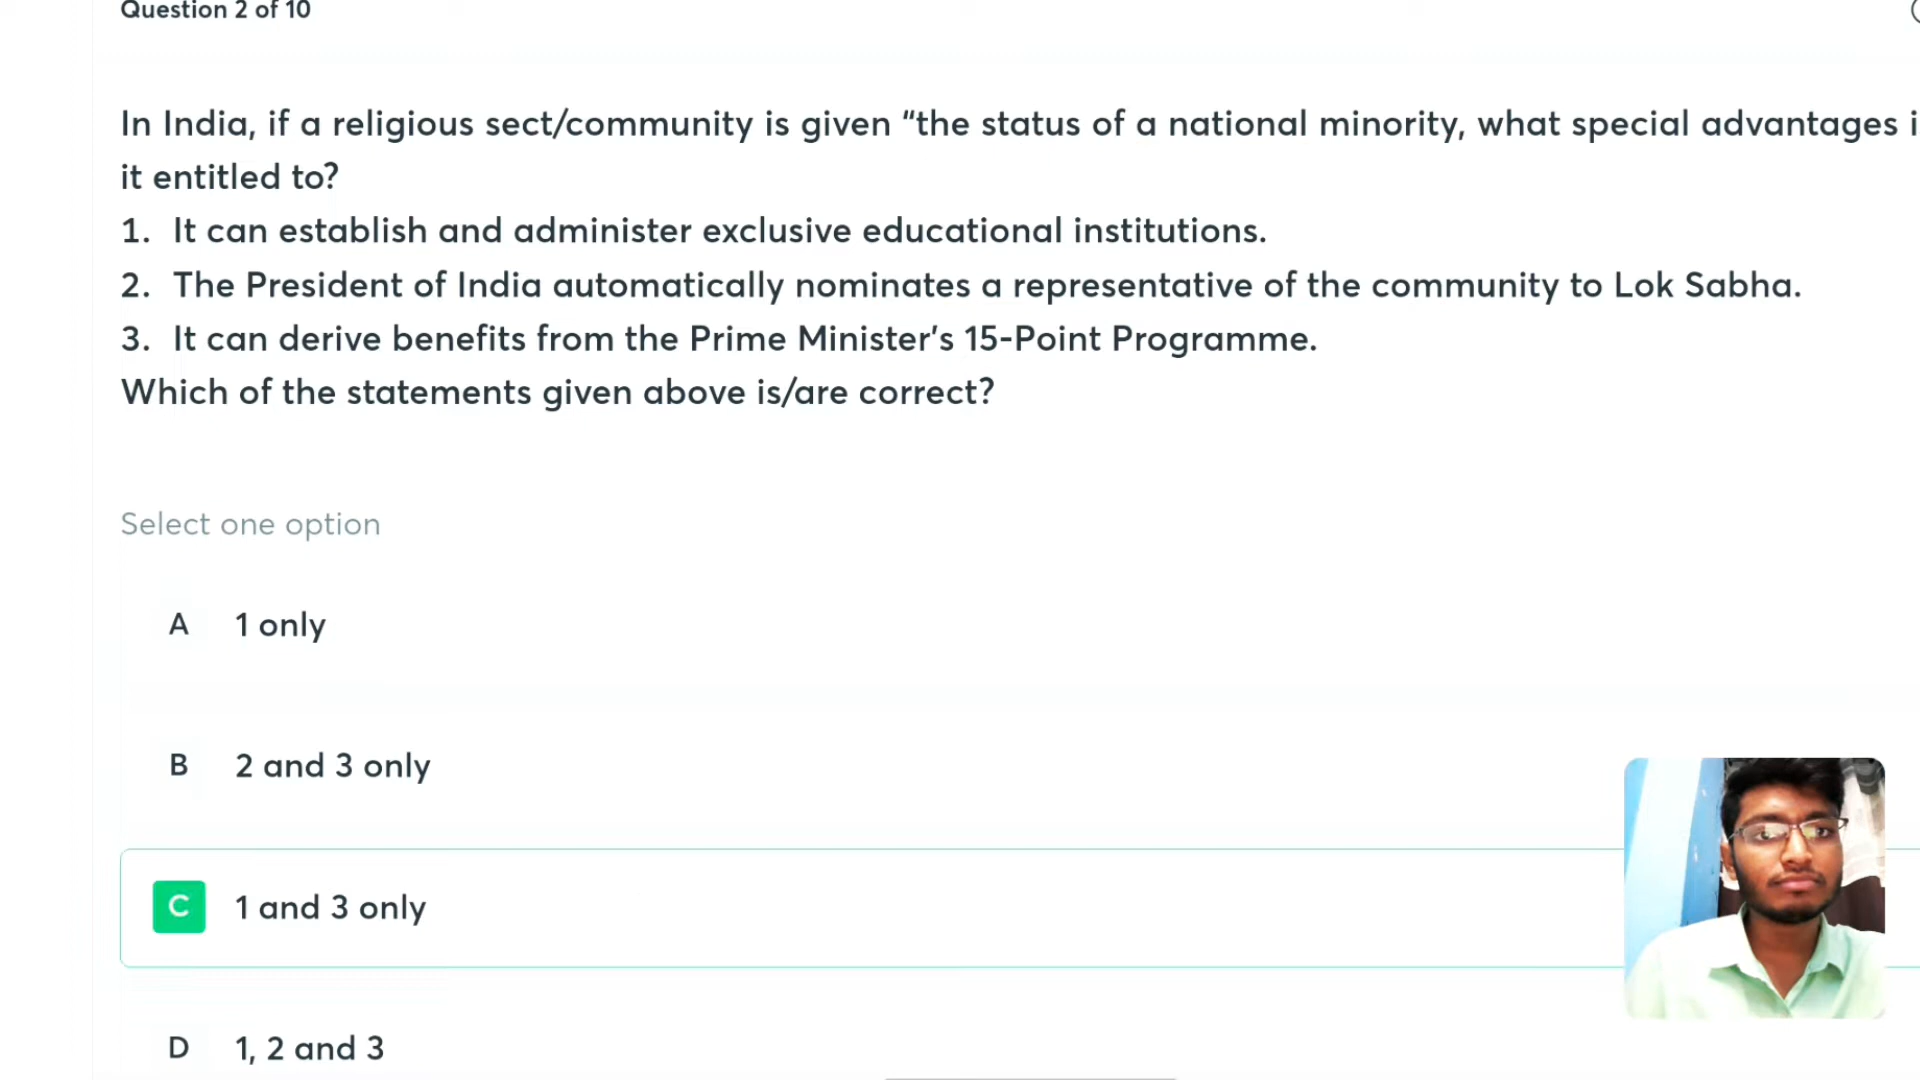 Question 2 of 10
In India, if a religious sect/community is given "the status of a national minority, what special advantages i
it entitled to?
1. It can establish and administer exclusive educational institutions.
2. The President of India automatically nominates a representative of the community to Lok Sabha.
3. It can derive benefits from the Prime Minister's 15-Point Programme.
Which of the statements given above is/are correct?
Select one option
A 1 only
B 2 and 3 only
C 1 and 3 only
D 1, 2 and 3